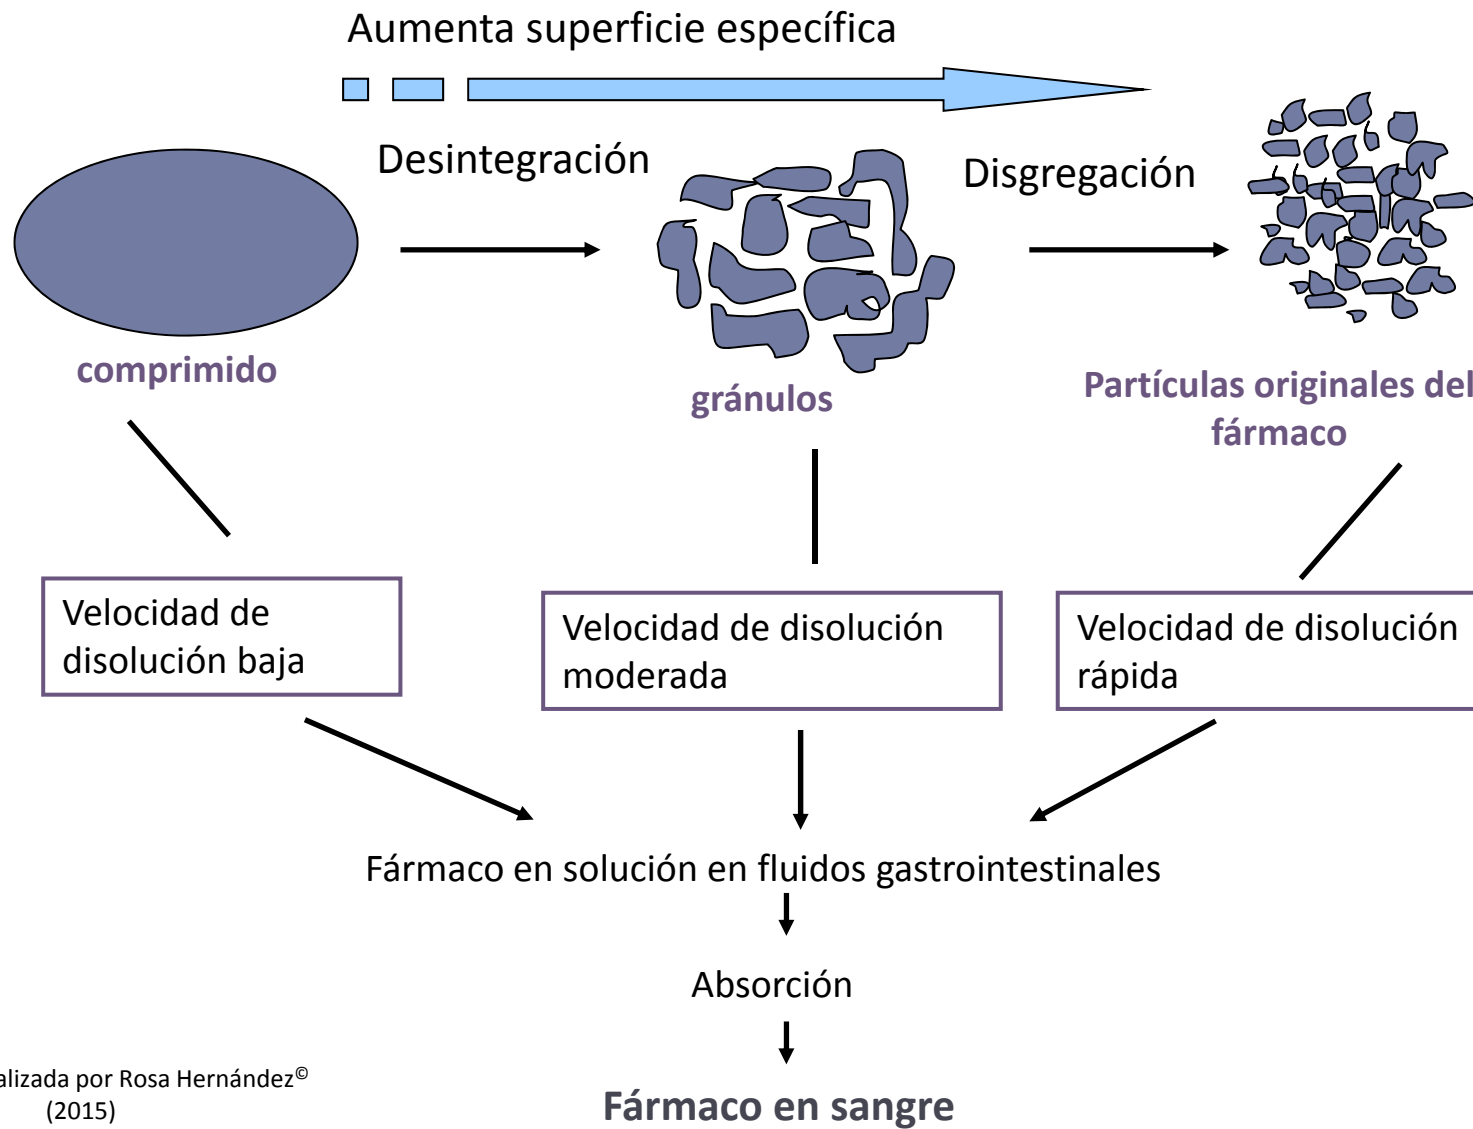 Aumenta superficie específica
Desintegración
Disgregación
comprimido
gránulos
Partículas originales del
fármaco
Velocidad de
disolución baja
Velocidad de disolución
moderada
Velocidad de disolución
rápida
Fármaco en solución en fluidos gastrointestinales
Absorción
Fármaco en sangre
alizada por Rosa Hernández©
(2015)